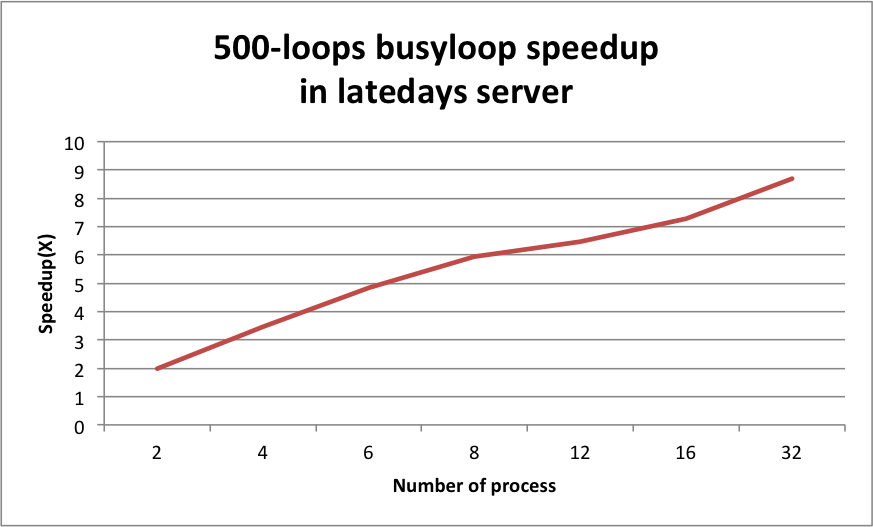 500-loops busyloop speedup
in latedays server
10
9
8
7
6
5
4
3
2
1
0
Speedup(X)
2 4 6 8 12 16 32
Number of process